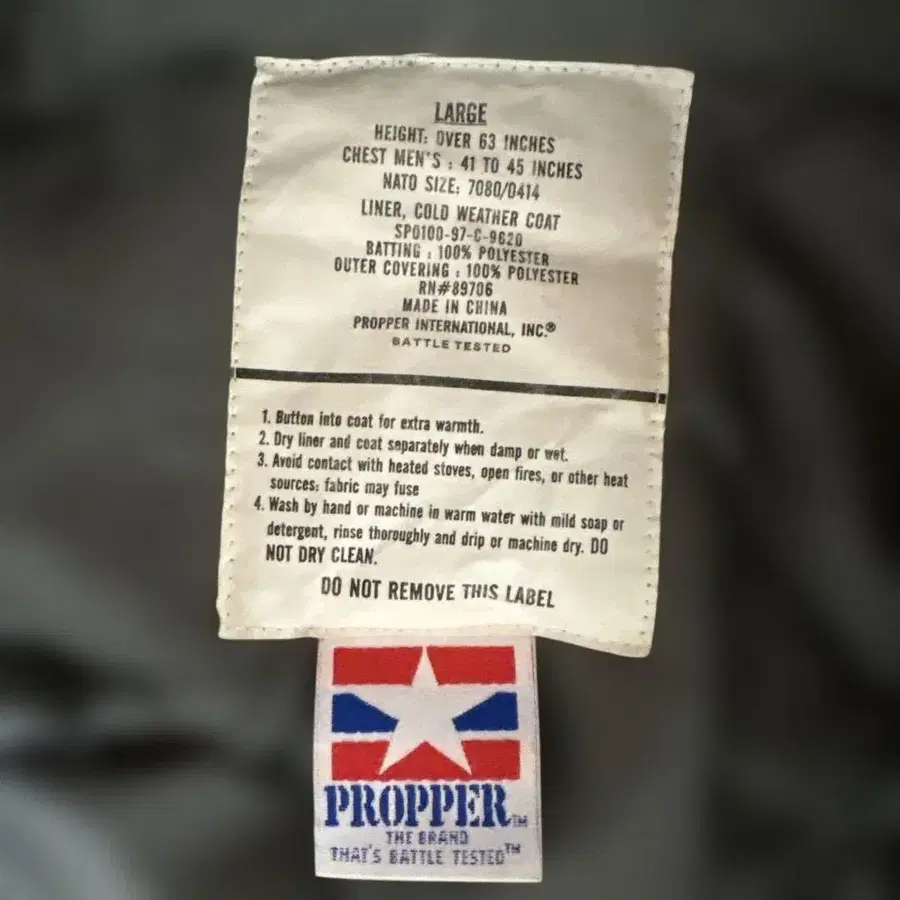 LARGE
HEIGHT: OVER 63 INCHES
CHEST MEN'S : 41 TO 45 INCHES
NATO SIZE: 7080/0414
LINER, COLD WEATHER COAT
SPO100-97-C-9620
BATTING : 100% POLYESTER
OUTER COVERING : 100% POLYESTER
RN#89706
MADE IN CHINA
PROPPER INTERNATIONAL, INC.®
BATTLE TESTED
1. Button into coat for extra warmth.
2. Dry liner and coat separately when damp or wet.
3. Avoid contact with heated stoves, open fires, or other heat
sources: fabric may fuse
4. Wash by hand or machine in warm water with mild soap or
detergent, rinse thoroughly and drip or machine dry. DO
NOT DRY CLEAN.
DO NOT REMOVE THIS LABEL
PROPPER™
THE BRAND
THAT'S BATTLE TESTED™